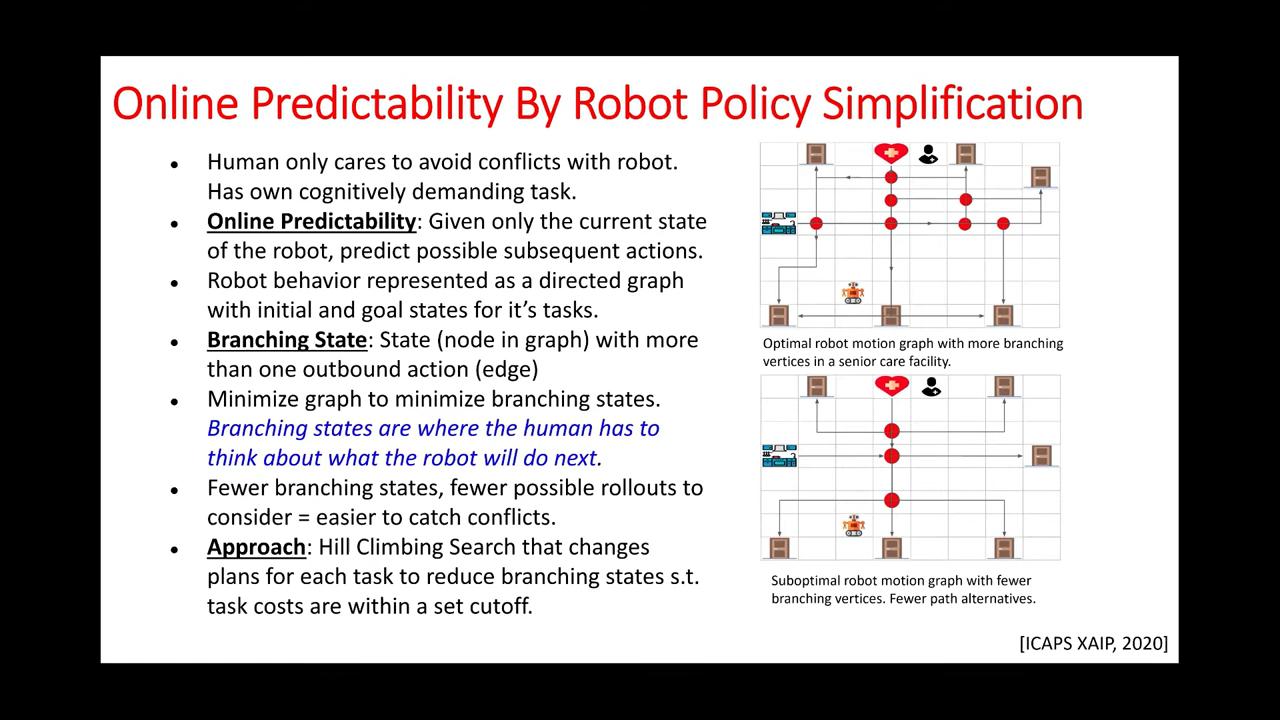 Online Predictability By Robot Policy Simplification
• Human only cares to avoid conflicts with robot.
Has own cognitively demanding task.
• Online Predictability: Given only the current state
of the robot, predict possible subsequent actions.
• Robot behavior represented as a directed graph
with initial and goal states for it's tasks.
• Branching State: State (node in graph) with more
than one outbound action (edge)
• Minimize graph to minimize branching states.
Branching states are where the human has to
think about what the robot will do next.
• Fewer branching states, fewer possible rollouts to
consider = easier to catch conflicts.
• Approach: Hill Climbing Search that changes
plans for each task to reduce branching states s.t.
task costs are within a set cutoff.
Optimal robot motion graph with more branching
vertices in a senior care facility.
Suboptimal robot motion graph with fewer
branching vertices. Fewer path alternatives.
[ICAPS XAIP, 2020]